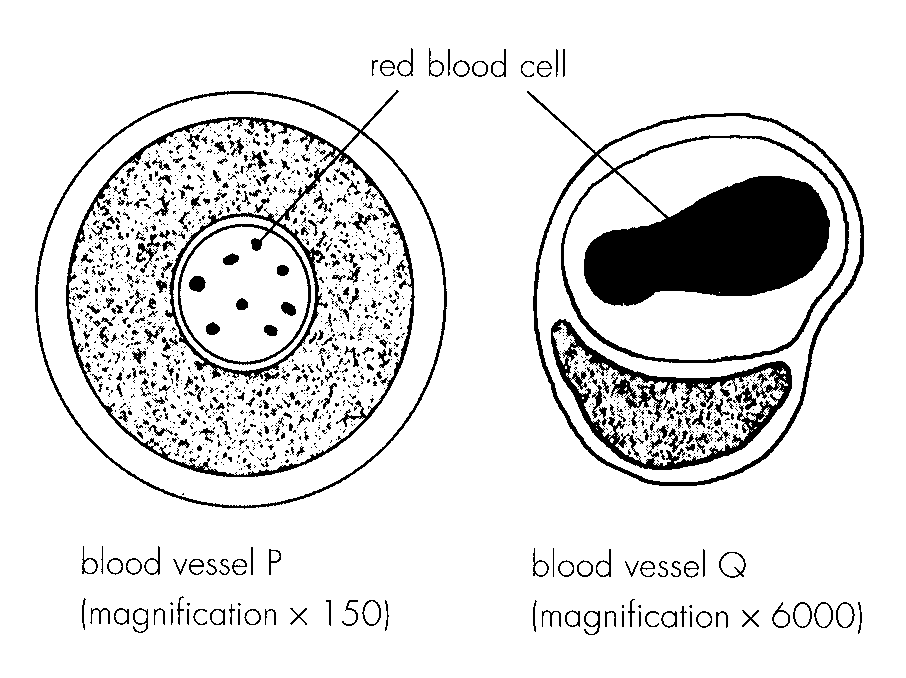 red blood cell
blood vessel P
(magnification × 150)
blood vessel Q
(magnification × 6000)